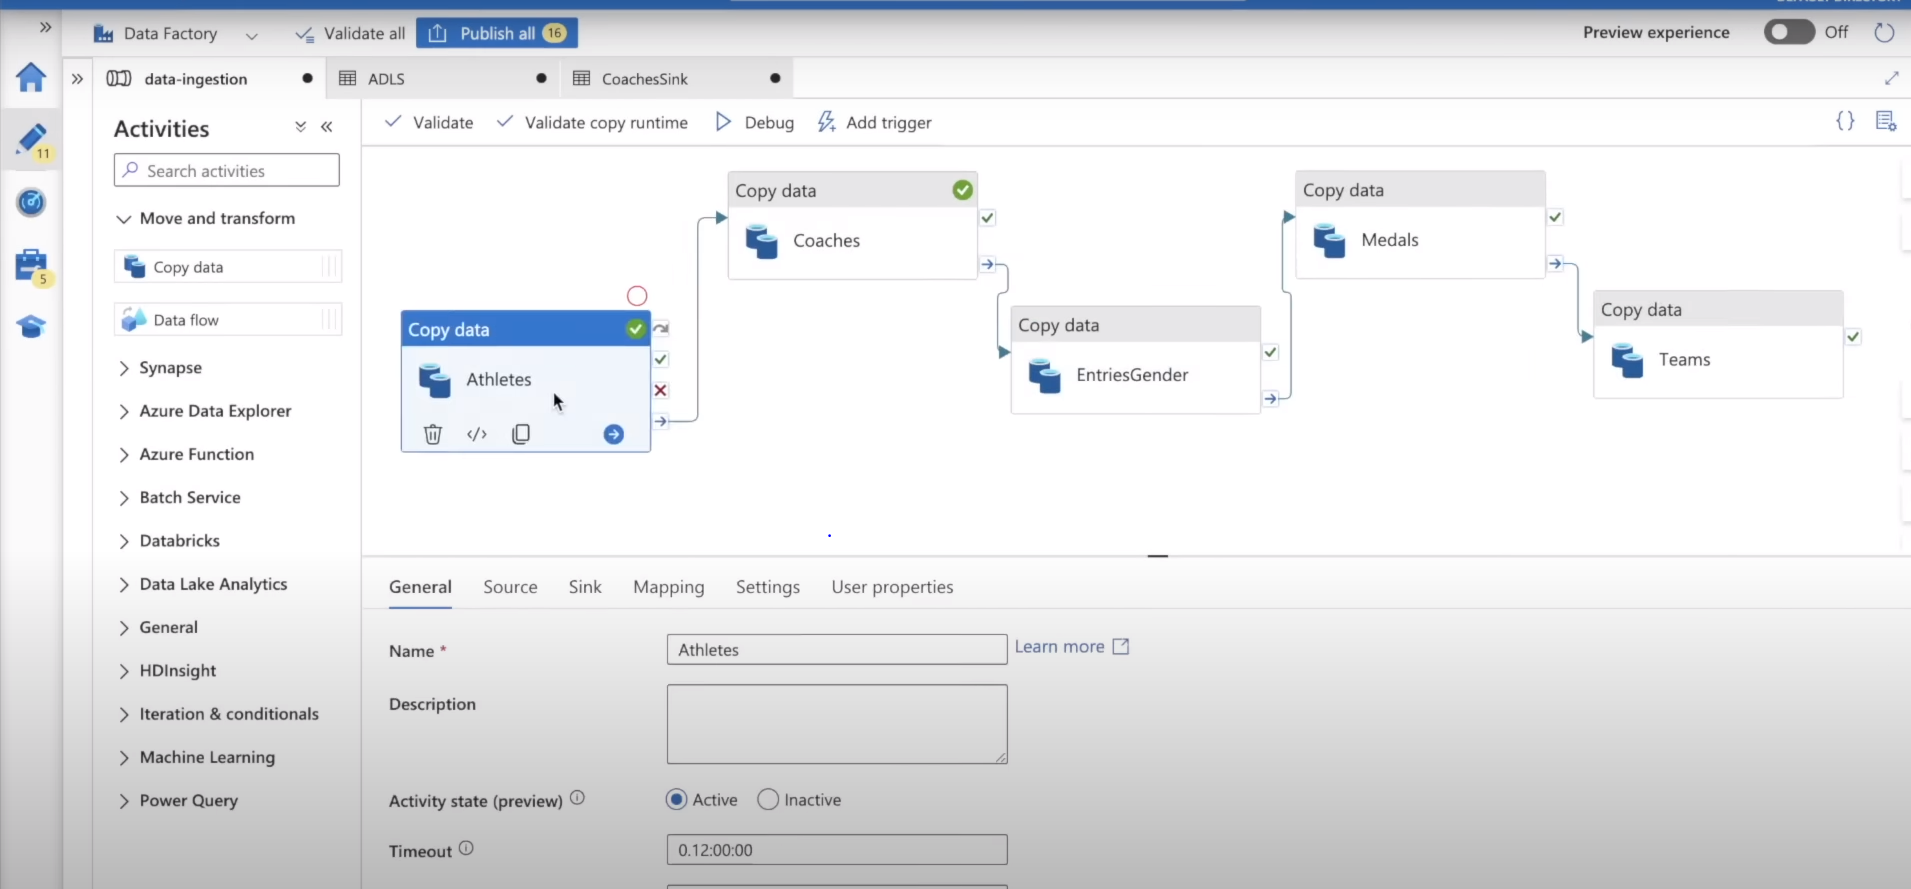 Data Factory
Validate all
Publish all 16
Preview experience
Off
data-ingestion
ADLS
CoachesSink
Activities
Search activities
Move and transform
Copy data
Data flow
Synapse
Azure Data Explorer
Azure Function
Batch Service
Databricks
Data Lake Analytics
General
HDInsight
Iteration & conditionals
Machine Learning
Power Query
11
5
Validate
Validate copy runtime
Debug
Add trigger
Copy data
Athletes
Copy data
Coaches
Copy data
EntriesGender
Copy data
Medals
Copy data
Teams
General
Source
Sink
Mapping
Settings
User properties
Name *
Athletes
Learn more
Description
Activity state (preview)
Active
Inactive
Timeout
0.12:00:00